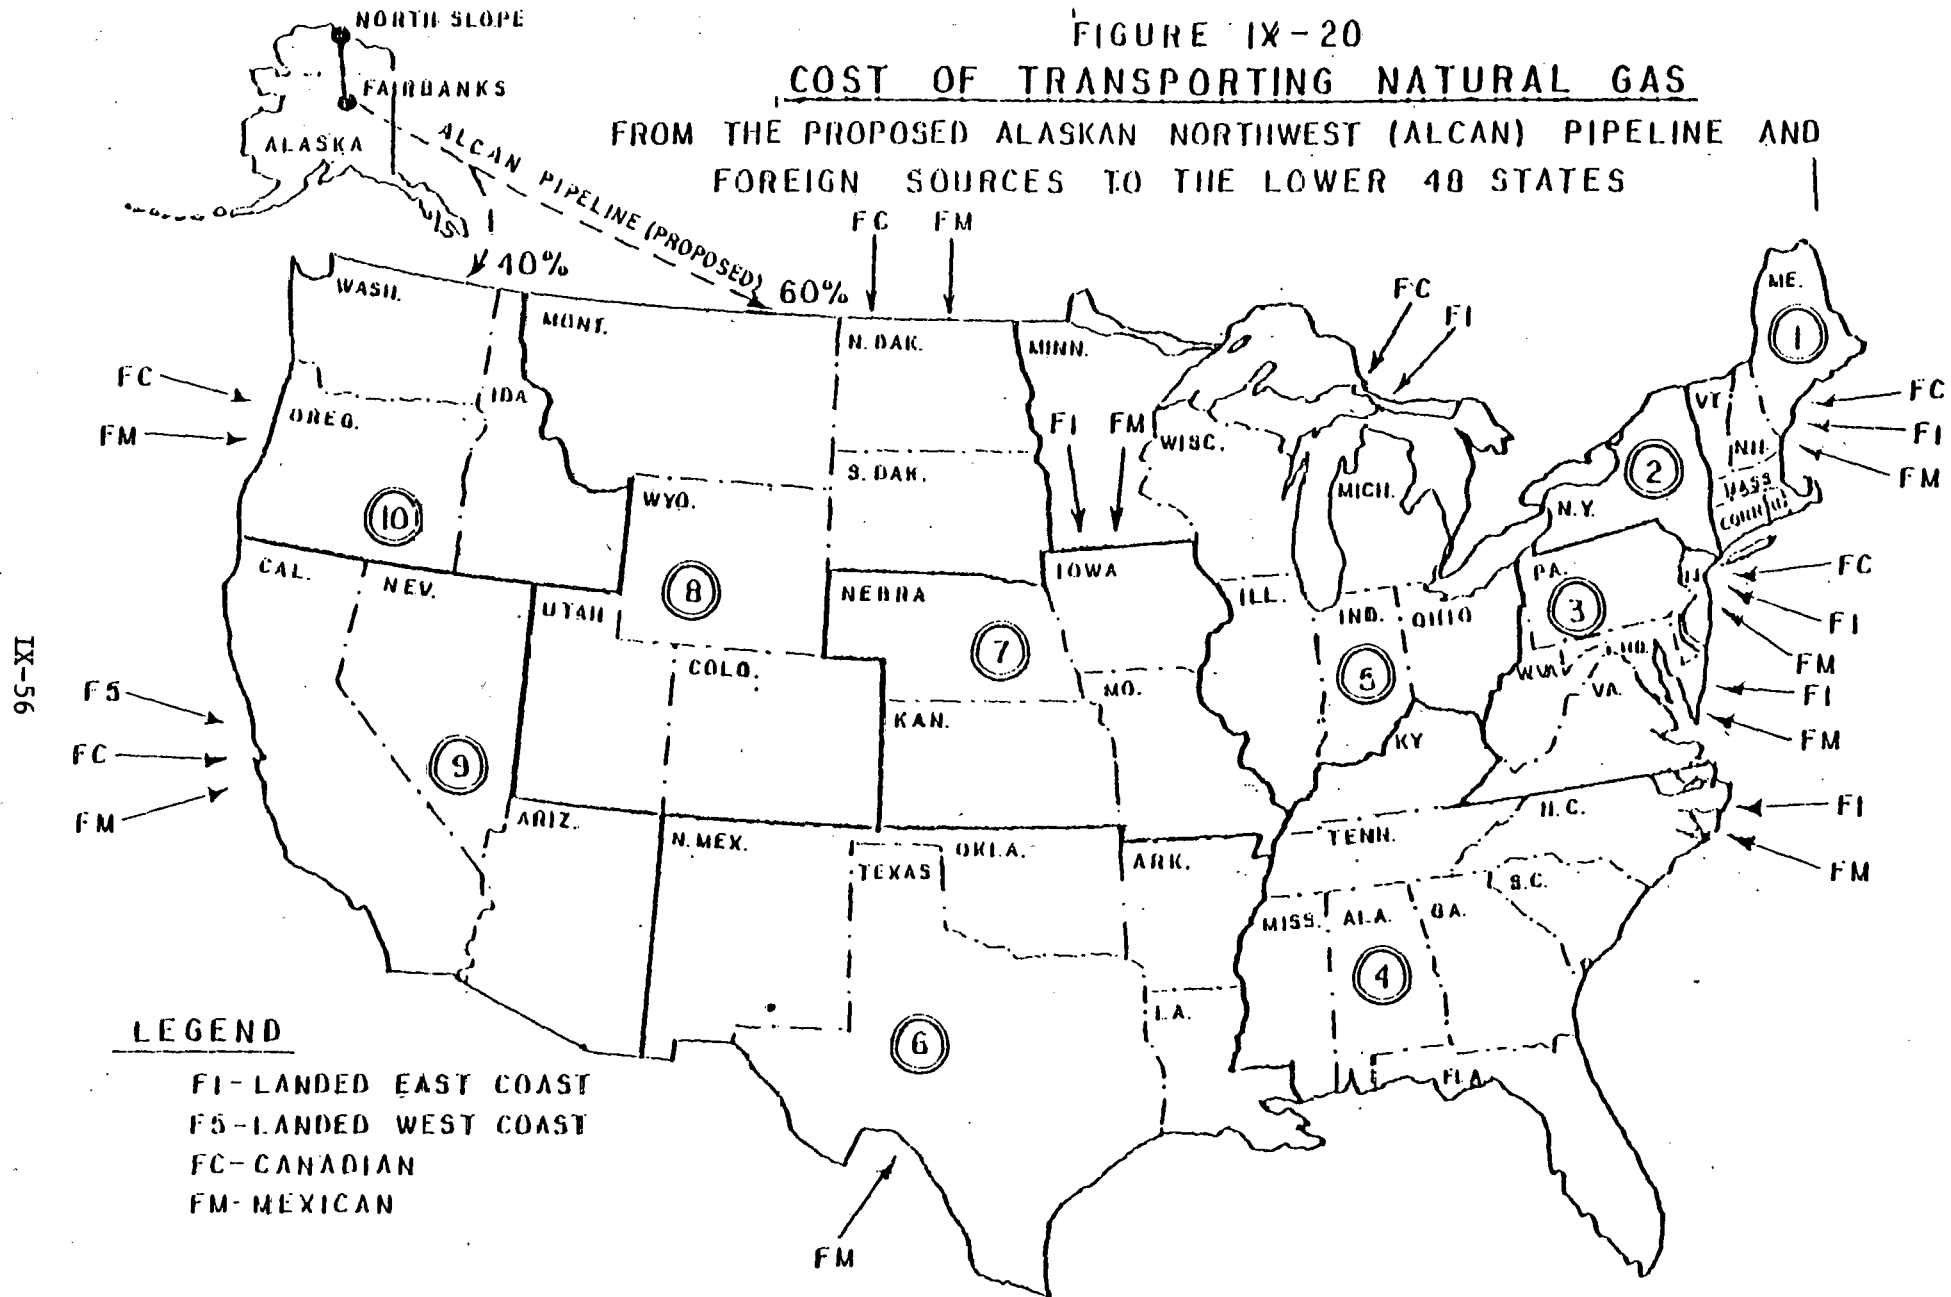 FIGURE IX-20
COST OF TRANSPORTING NATURAL GAS
FROM THE PROPOSED ALASKAN NORTHWEST (ALCAN) PIPELINE AND
FOREIGN SOURCES TO THE LOWER 48 STATES
NORTH SLOPE
FAIRBANKS
ALASKA
ALCAN PIPELINE (PROPOSED)
40%
60%
FC FM
FC
FI
WASH.
MONT.
N. DAK.
MINN.
ME.
1
FC
FM
OREG.
IDA
FI FM
WISC.
S. DAK.
MICH.
VT.
N.H.
MASS
CONN
R.I.
FC
FI
FM
N.Y.
2
WYO.
10
CAL.
NEV.
UTAH
8
NEBRA
IOWA
ILL.
IND.
OHIO
PA.
3
N.J.
FC
FI
FM
7
COLO.
MO.
5
W.VA
MD.
VA.
FI
FM
F5
FC
FM
9
KAN.
KY
ARIZ.
N. MEX.
TEXAS
OKLA.
ARK.
TENN.
N.C.
FI
FM
S.C.
MISS.
ALA.
GA.
4
LA.
6
FLA
FM
LEGEND
FI-LANDED EAST COAST
F5-LANDED WEST COAST
FC-CANADIAN
FM-MEXICAN
IX-56